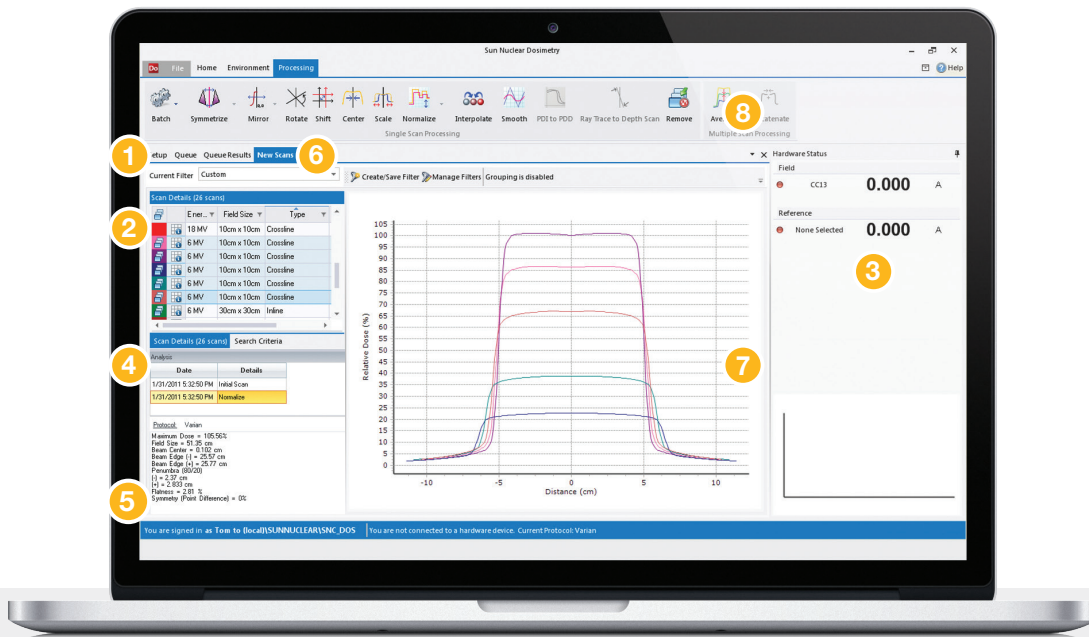 Sun Nuclear Dosimetry
Do File Home Environment Processing Help
Batch Symmetrize Mirror Rotate Shift Center Scale Normalize Interpolate Smooth PDI to PDD Ray Trace to Depth Scan Remove Ave 8 tenate
Single Scan Processing Multiple Scan Processing
1 etup Queue Queue Results New Scans 6 Hardware Status
Current Filter Custom Create/Save Filter Manage Filters Grouping is disabled
Field
CC13 0.000 A
Reference
None Selected 0.000 A
3
Scan Details (26 scans)
Ener... Field Size Type
2 18 MV 10cm x 10cm Crossline
6 MV 10cm x 10cm Crossline
6 MV 10cm x 10cm Crossline
6 MV 10cm x 10cm Crossline
6 MV 10cm x 10cm Crossline
6 MV 10cm x 10cm Crossline
6 MV 30cm x 30cm Inline
Scan Details (26 scans) Search Criteria
Analysis
4 Date Details
1/31/2011 5:32:50 PM Initial Scan
1/31/2011 5:32:50 PM Normalize
Protocol: Varian
Maximum Dose = 105.56%
Field Size = 51.35 cm
Beam Center = 0.102 cm
Beam Edge (-) = 25.57 cm
Beam Edge (+) = 25.77 cm
Penumbra (80/20)
(-) = 2.37 cm
(+) = 2.833 cm
Flatness = 2.81 %
5 Symmetry (Point Difference) = 0%
105
100
95
90
85
80
75
70
65
60
55
50
45
40
35
30
25
20
15
10
5
0
Relative Dose (%)
7
-10 -5 0 5 10
Distance (cm)
You are signed in as Tom to (local)\SUNNUCLEAR\SNC_DOS You are not connected to a hardware device. Current Protocol: Varian